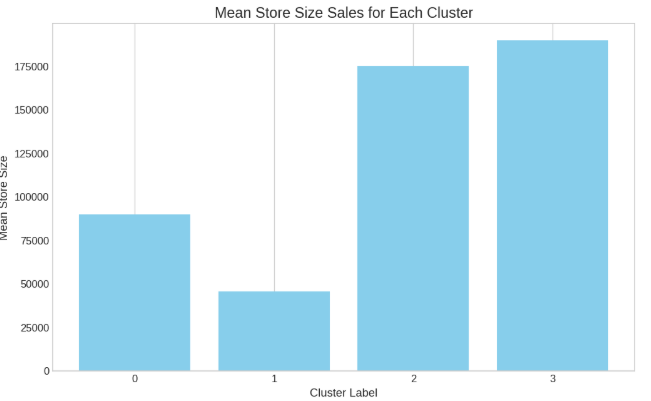 Mean Store Size Sales for Each Cluster
175000
150000
125000
100000
75000
50000
25000
0
Mean Store Size
0 1 2 3
Cluster Label